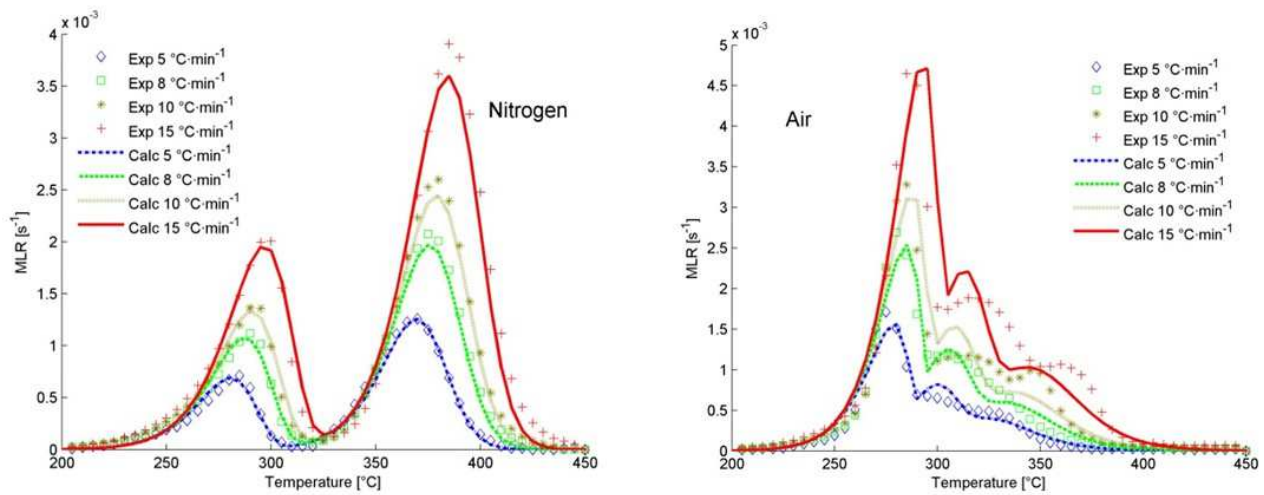 x 10⁻³
4
3.5
3
2.5
2
1.5
1
0.5
0
MLR [s⁻¹]
200 250 300 350 400 450
Temperature [°C]
Exp 5 °C·min⁻¹
Exp 8 °C·min⁻¹
Exp 10 °C·min⁻¹
Exp 15 °C·min⁻¹
Calc 5 °C·min⁻¹
Calc 8 °C·min⁻¹
Calc 10 °C·min⁻¹
Calc 15 °C·min⁻¹
Nitrogen
x 10⁻³
5
4.5
4
3.5
3
2.5
2
1.5
1
0.5
0
MLR [s⁻¹]
200 250 300 350 400 450
Temperature [°C]
Air
Exp 5 °C·min⁻¹
Exp 8 °C·min⁻¹
Exp 10 °C·min⁻¹
Exp 15 °C·min⁻¹
Calc 5 °C·min⁻¹
Calc 8 °C·min⁻¹
Calc 10 °C·min⁻¹
Calc 15 °C·min⁻¹